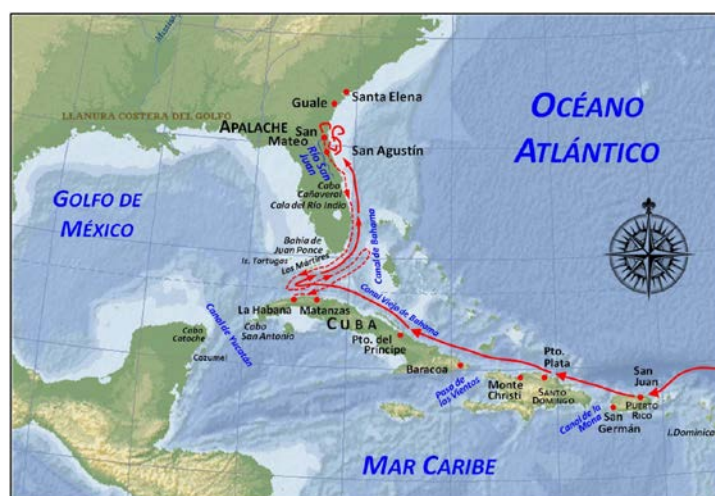 Santa Elena
Guale
LLANURA COSTERA DEL GOLFO
APALACHE
San
Mateo
Río San
Juan
San Agustín
OCÉANO
ATLÁNTICO
GOLFO DE
MÉXICO
Cabo
Cañaveral
Cala del Río Indio
Bahía de
Juan Ponce
Is. Tortugas
Los Mártires
Canal de Bahama
La Habana
Matanzas
CUBA
Canal Viejo de Bahama
Cabo
San Antonio
Canal de Yucatán
Cabo
Catoche
Cozumel
Pto. del
Príncipe
Baracoa
Paso de
los Vientos
Pto.
Plata
Monte
Christi
SANTO
DOMINGO
San
Juan
PUERTO
RICO
Canal de la
Mona
San
Germán
I.Dominica
MAR CARIBE